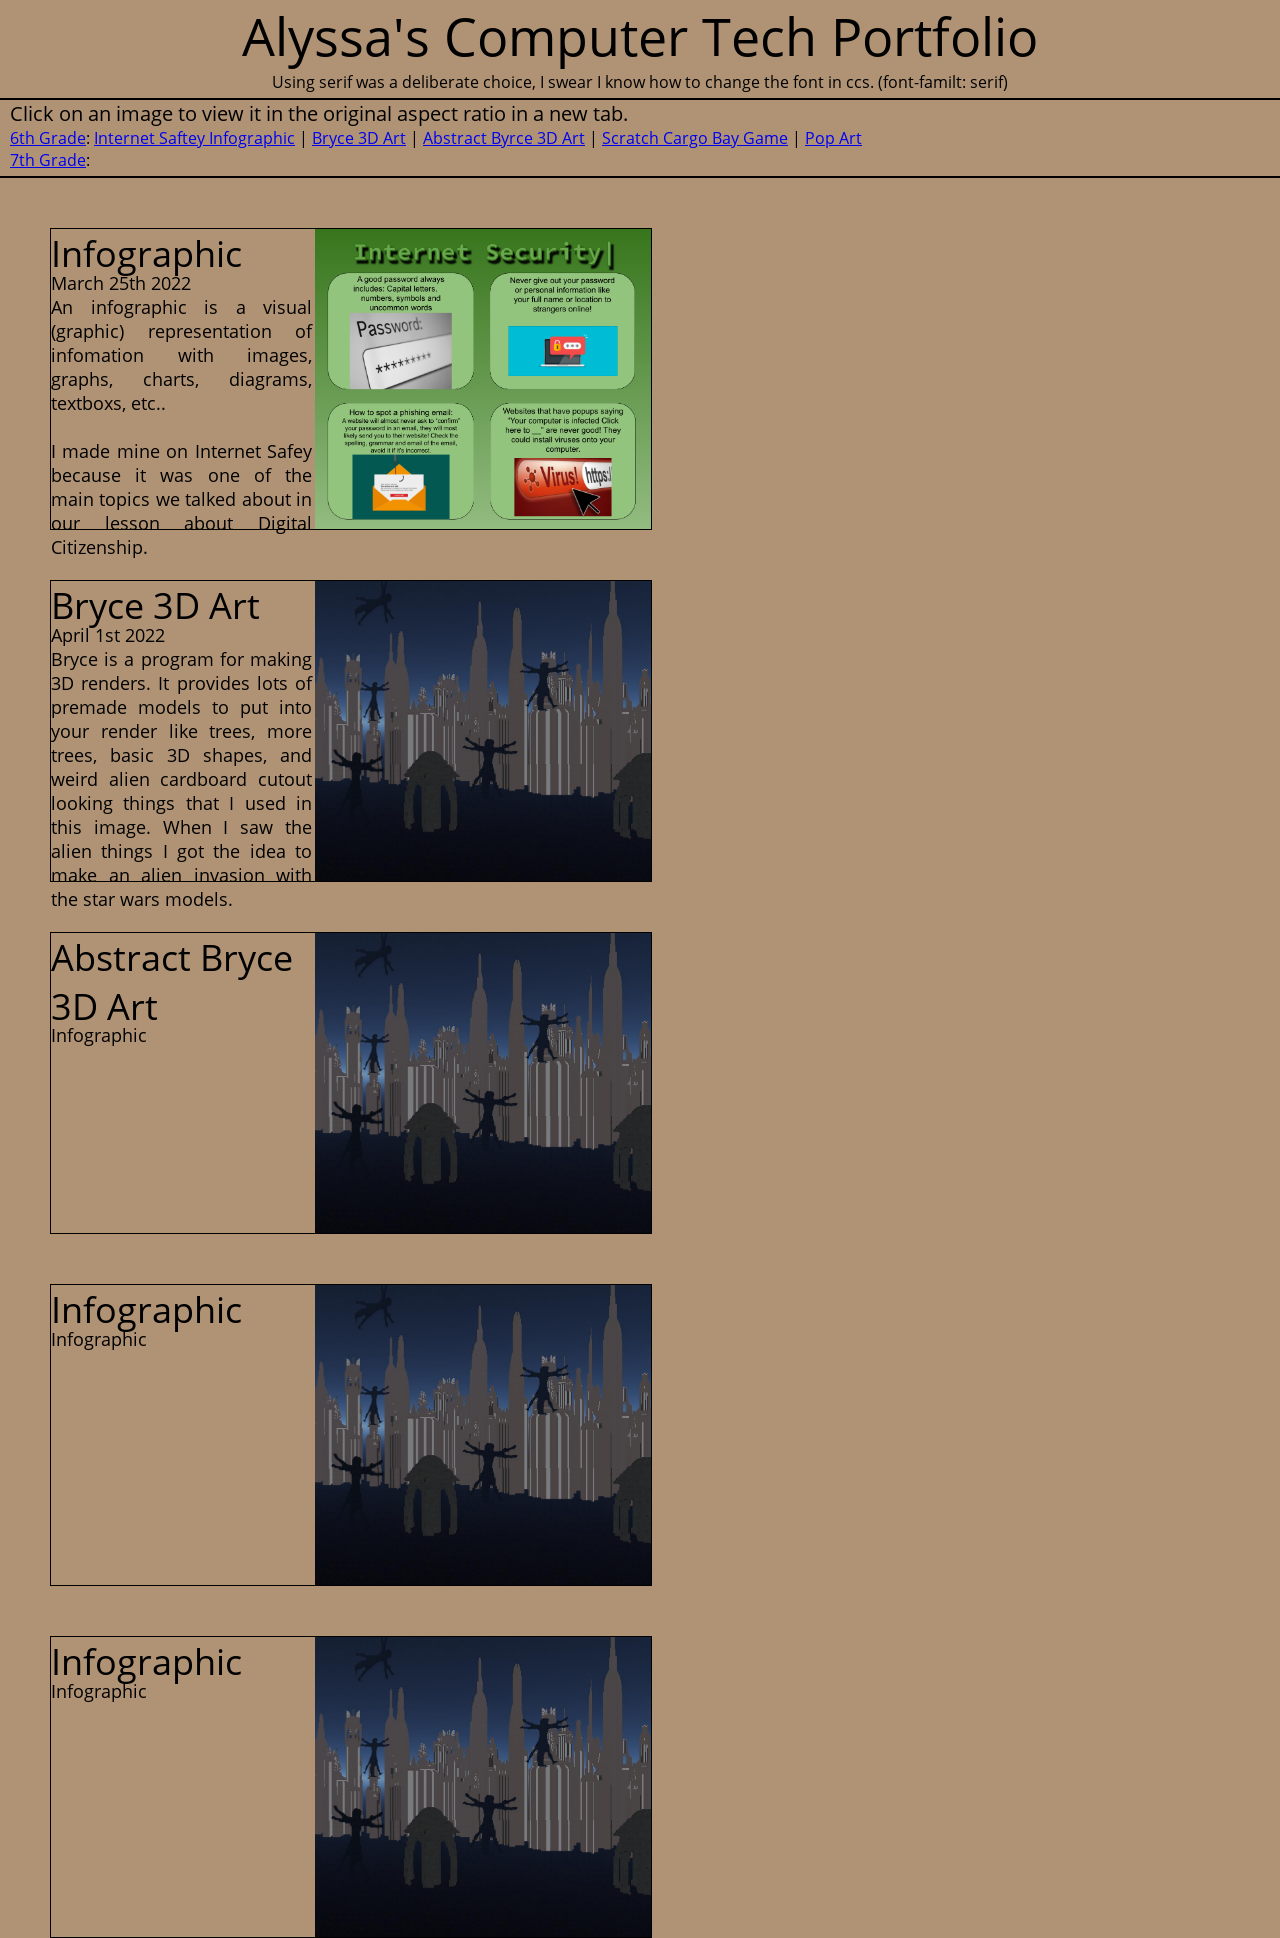 Alyssa's Computer Tech Portfolio
Using serif was a deliberate choice, I swear I know how to change the font in ccs. (font-familt: serif)
Click on an image to view it in the original aspect ratio in a new tab.
6th Grade: Internet Saftey Infographic | Bryce 3D Art | Abstract Byrce 3D Art | Scratch Cargo Bay Game | Pop Art
7th Grade:
Infographic
March 25th 2022
An infographic is a visual
(graphic) representation of
infomation with images,
graphs, charts, diagrams,
textboxs, etc..
I made mine on Internet Safey
because it was one of the
main topics we talked about in
our lesson about Digital
Citizenship.
Internet Security|
A good password always
includes: Capital letters,
numbers, symbols and
uncommon words
Password:
*********
Never give out your password
or personal information like
your full name or location to
strangers online!
How to spot a phishing email:
A website will almost never ask to "confirm"
your password in an email, they will most
likely send you to their website! Check the
spelling, grammar and email of the email,
avoid it if it's incorrect.
Websites that have popups saying
"Your computer is infected Click
here to __" are never good! They
could install viruses onto your
computer.
Virus!
https:/
Bryce 3D Art
April 1st 2022
Bryce is a program for making
3D renders. It provides lots of
premade models to put into
your render like trees, more
trees, basic 3D shapes, and
weird alien cardboard cutout
looking things that I used in
this image. When I saw the
alien things I got the idea to
make an alien invasion with
the star wars models.
Abstract Bryce
3D Art
Infographic
Infographic
Infographic
Infographic
Infographic